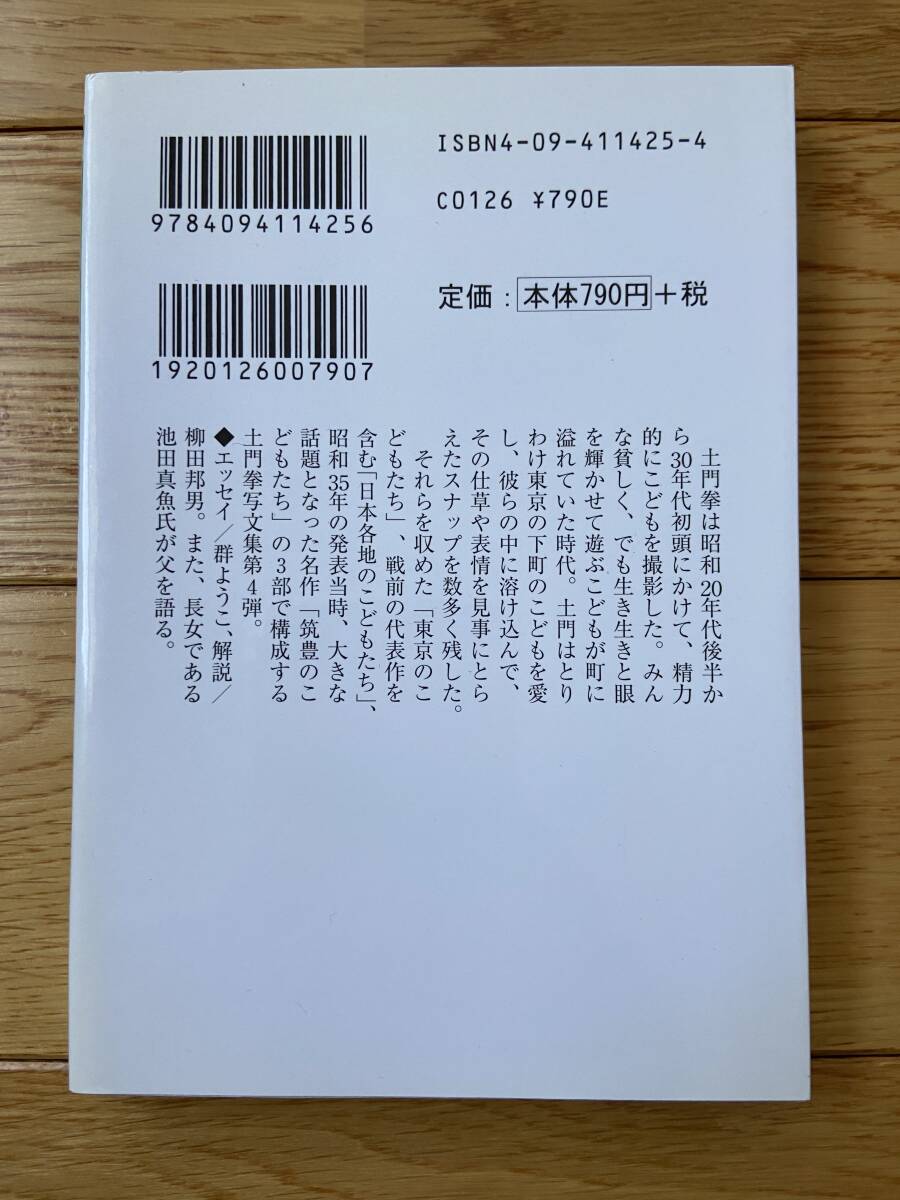 ISBN4-09-411425-4
C0126 ¥790E
9784094114256
定価：本体790円＋税
1920126007907
土門拳は昭和20年代後半か
ら30年代初頭にかけて、精力
的にこどもを撮影した。みん
な貧しく、でも生き生きと眼
を輝かせて遊ぶこどもが町に
溢れていた時代。土門はとり
わけ東京の下町のこどもを愛
し、彼らの中に溶け込んで、
その仕草や表情を見事にとら
えたスナップを数多く残した。
それらを収めた「東京のこ
どもたち」、戦前の代表作を
含む「日本各地のこどもたち」、
昭和35年の発表当時、大きな
話題となった名作「筑豊のこ
どもたち」の3部で構成する
土門拳写文集第4弾。
◆エッセイ／群ようこ、解説／
柳田邦男。また、長女である
池田真魚氏が父を語る。